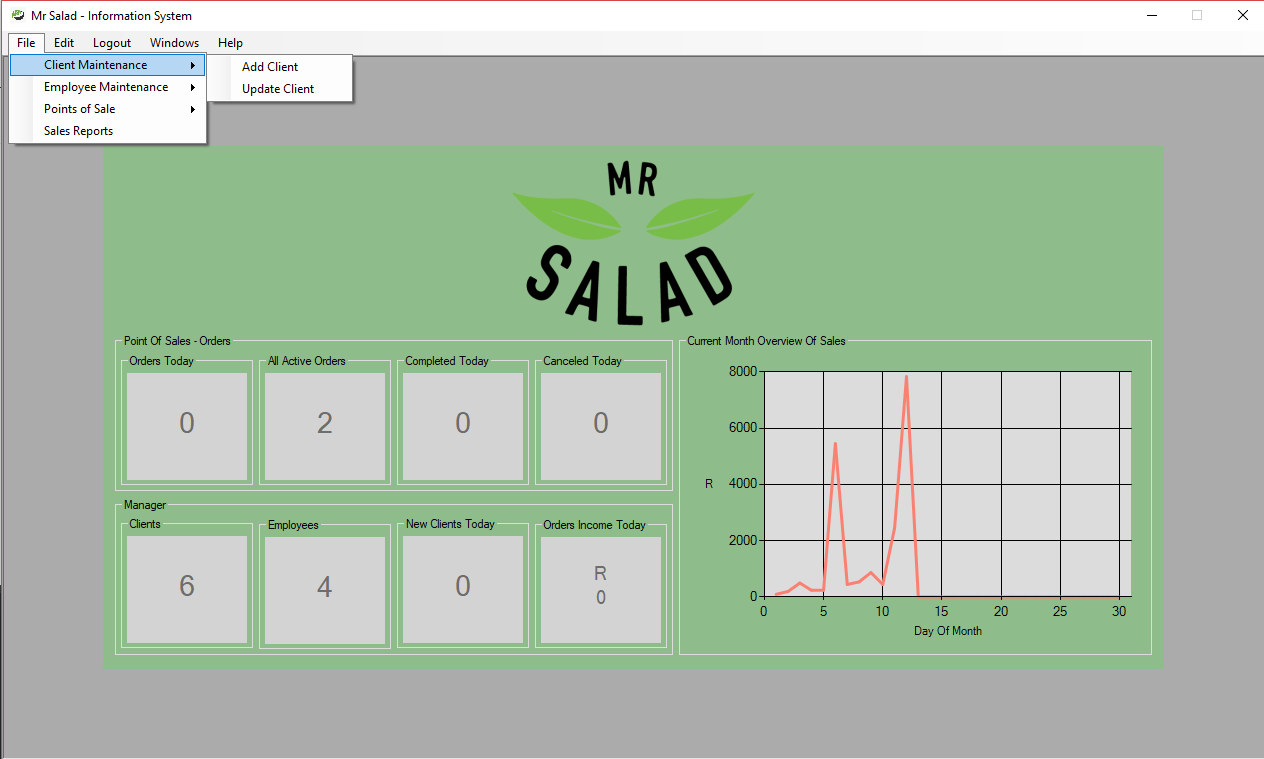 Mr Salad - Information System
File Edit Logout Windows Help
Client Maintenance
Employee Maintenance
Points of Sale
Sales Reports
Add Client
Update Client
MR
SALAD
Point Of Sales - Orders
Orders Today All Active Orders Completed Today Canceled Today
0 2 0 0
Manager
Clients Employees New Clients Today Orders Income Today
6 4 0 R
0
Current Month Overview Of Sales
8000
6000
R 4000
2000
0
0 5 10 15 20 25 30
Day Of Month